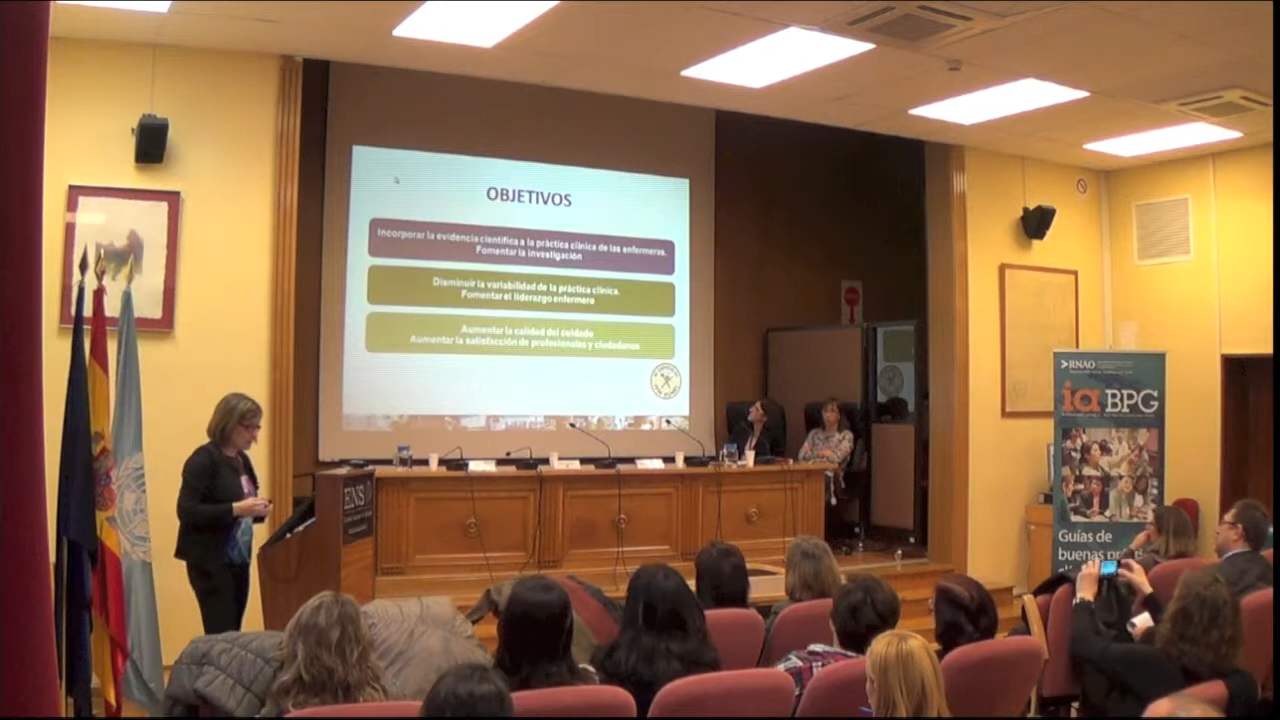 OBJETIVOS
Incorporar la evidencia científica a la práctica clínica de las enfermeras.
Fomentar la investigación
Disminuir la variabilidad de la práctica clínica.
Fomentar el liderazgo enfermero
Aumentar la calidad del cuidado
Aumentar la satisfacción de profesionales y ciudadanos
ENS
RNAO
ia BPG
Guías de
buenas